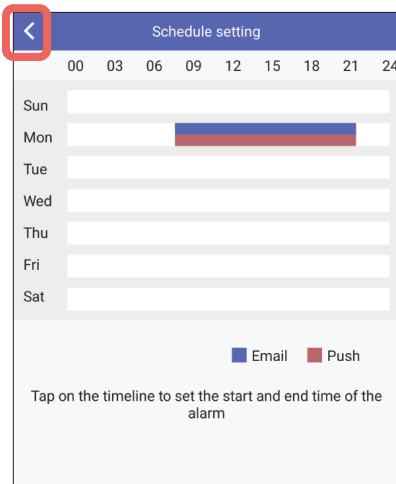 Schedule setting
00 03 06 09 12 15 18 21 24
Sun
Mon
Tue
Wed
Thu
Fri
Sat
Email Push
Tap on the timeline to set the start and end time of the
alarm